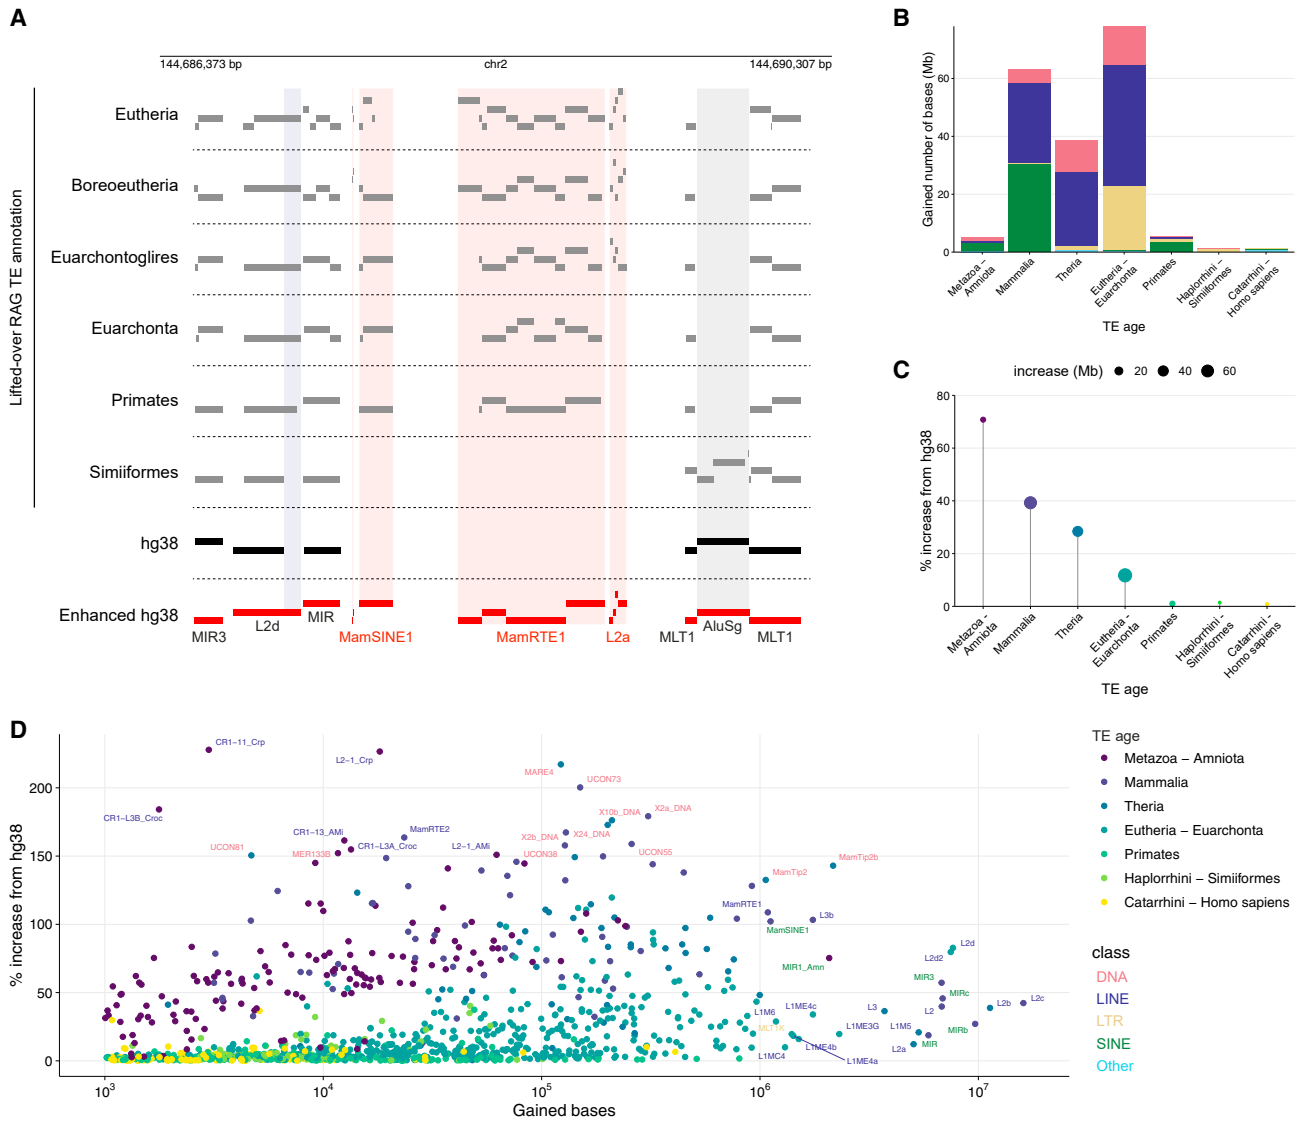 A
144,686,373 bp
chr2
144,690,307 bp
Lifted-over RAG TE annotation
Eutheria
Boreoeutheria
Euarchontoglires
Euarchonta
Primates
Simiiformes
hg38
Enhanced hg38
MIR3
L2d
MIR
MamSINE1
MamRTE1
L2a
MLT1
AluSg
MLT1
B
Gained number of bases (Mb)
60
40
20
0
Metazoa –
Amniota
Mammalia
Theria
Eutheria –
Euarchonta
Primates
Haplorrhini –
Simiiformes
Catarrhini –
Homo sapiens
TE age
C
increase (Mb)
20
40
60
% increase from hg38
80
60
40
20
0
Metazoa –
Amniota
Mammalia
Theria
Eutheria –
Euarchonta
Primates
Haplorrhini –
Simiiformes
Catarrhini –
Homo sapiens
TE age
D
% increase from hg38
200
150
100
50
0
CR1−11_Crp
L2−1_Crp
MARE4
UCON73
CR1−L3B_Croc
X10b_DNA
X2a_DNA
CR1−13_AMi
MamRTE2
X2b_DNA
X24_DNA
UCON81
MER133B
CR1−L3A_Croc
L2−1_AMi
UCON38
UCON55
MamTip2b
MamTip2
MamRTE1
L3b
MamSINE1
L2d
L2d2
MIR1_Amn
MIR3
MIRc
L2b
L2c
L1M6
L1ME4c
L3
L2
MLT1K
L1ME3G
L1M5
MIRb
L1MC4
L1ME4b
L2a
MIR
L1ME4a
10³
10⁴
10⁵
10⁶
10⁷
Gained bases
TE age
Metazoa – Amniota
Mammalia
Theria
Eutheria – Euarchonta
Primates
Haplorrhini – Simiiformes
Catarrhini – Homo sapiens
class
DNA
LINE
LTR
SINE
Other